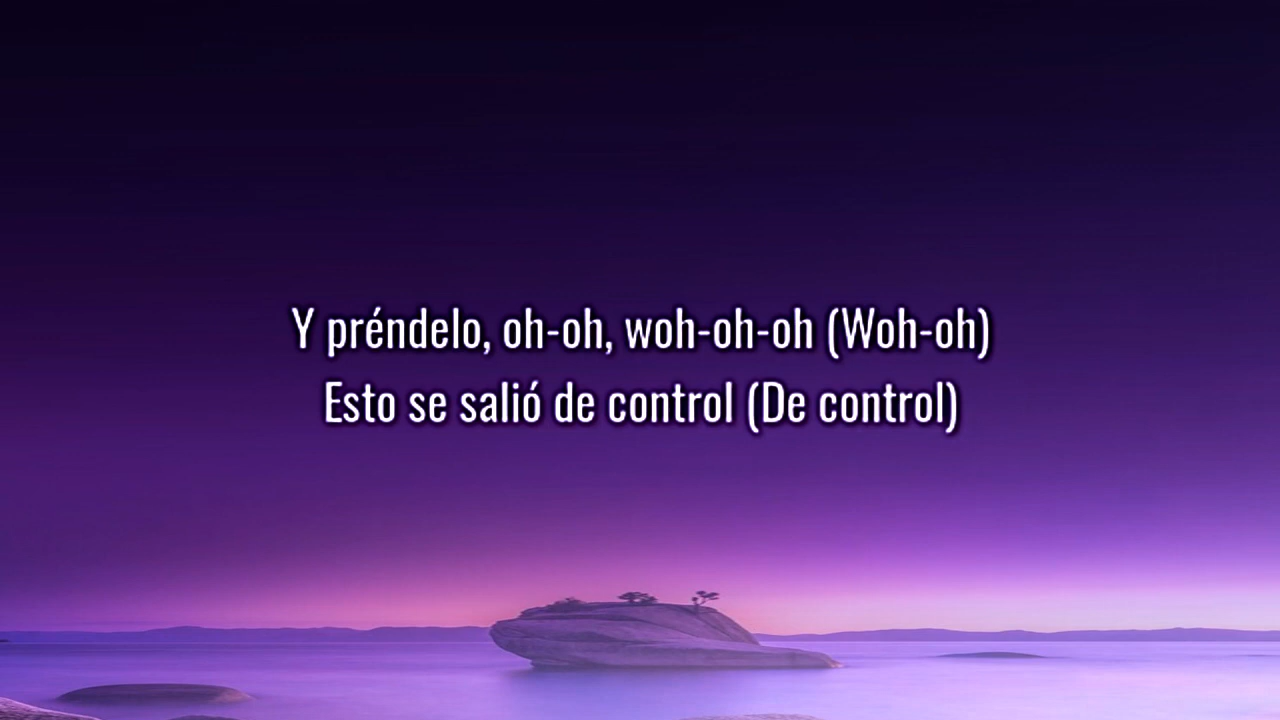 Y préndelo, oh-oh, woh-oh-oh (Woh-oh)
Esto se salió de control (De control)